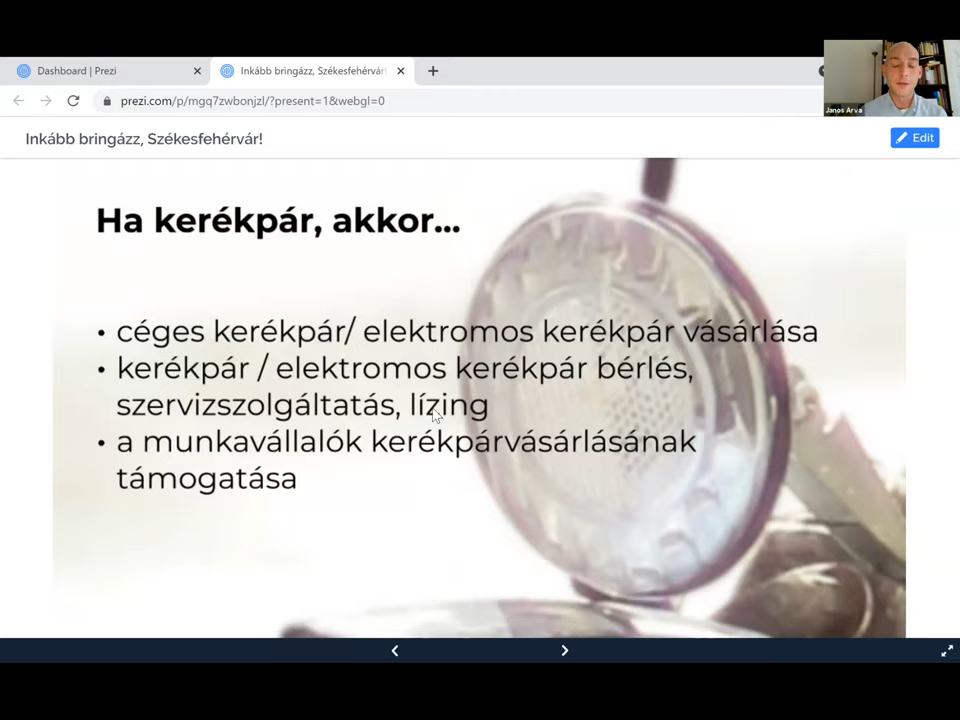 Dashboard | Prezi
Inkább bringázz, Székesfehérvár!
prezi.com/p/mgq7zwbonjzl/?present=1&webgl=0
Janos Arva
Inkább bringázz, Székesfehérvár!
Edit
Ha kerékpár, akkor...
• céges kerékpár/ elektromos kerékpár vásárlása
• kerékpár / elektromos kerékpár bérlés,
szervizszolgáltatás, lízing
• a munkavállalók kerékpárvásárlásának
támogatása